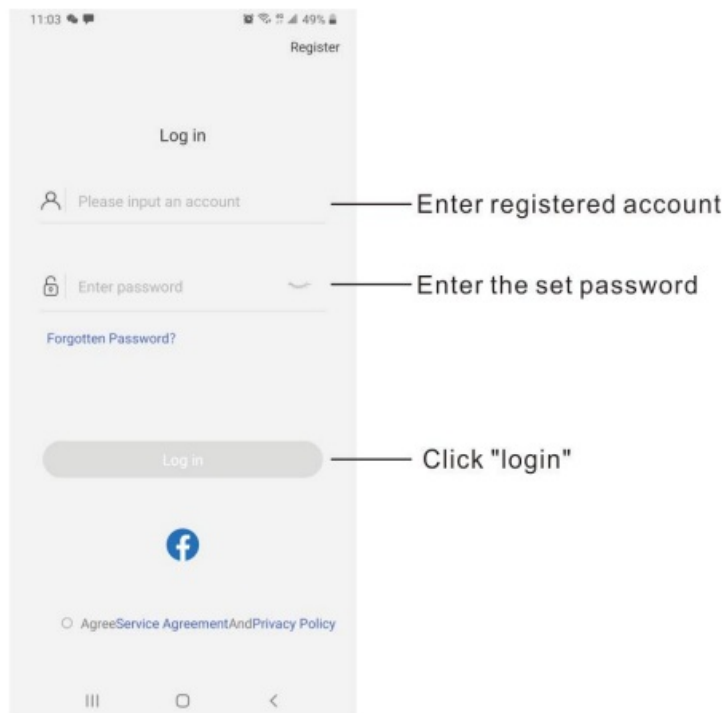 11:03 49%
Register
Log in
Please input an account
Enter registered account
Enter password
Enter the set password
Forgotten Password?
Log in
Click "login"
AgreeService AgreementAndPrivacy Policy